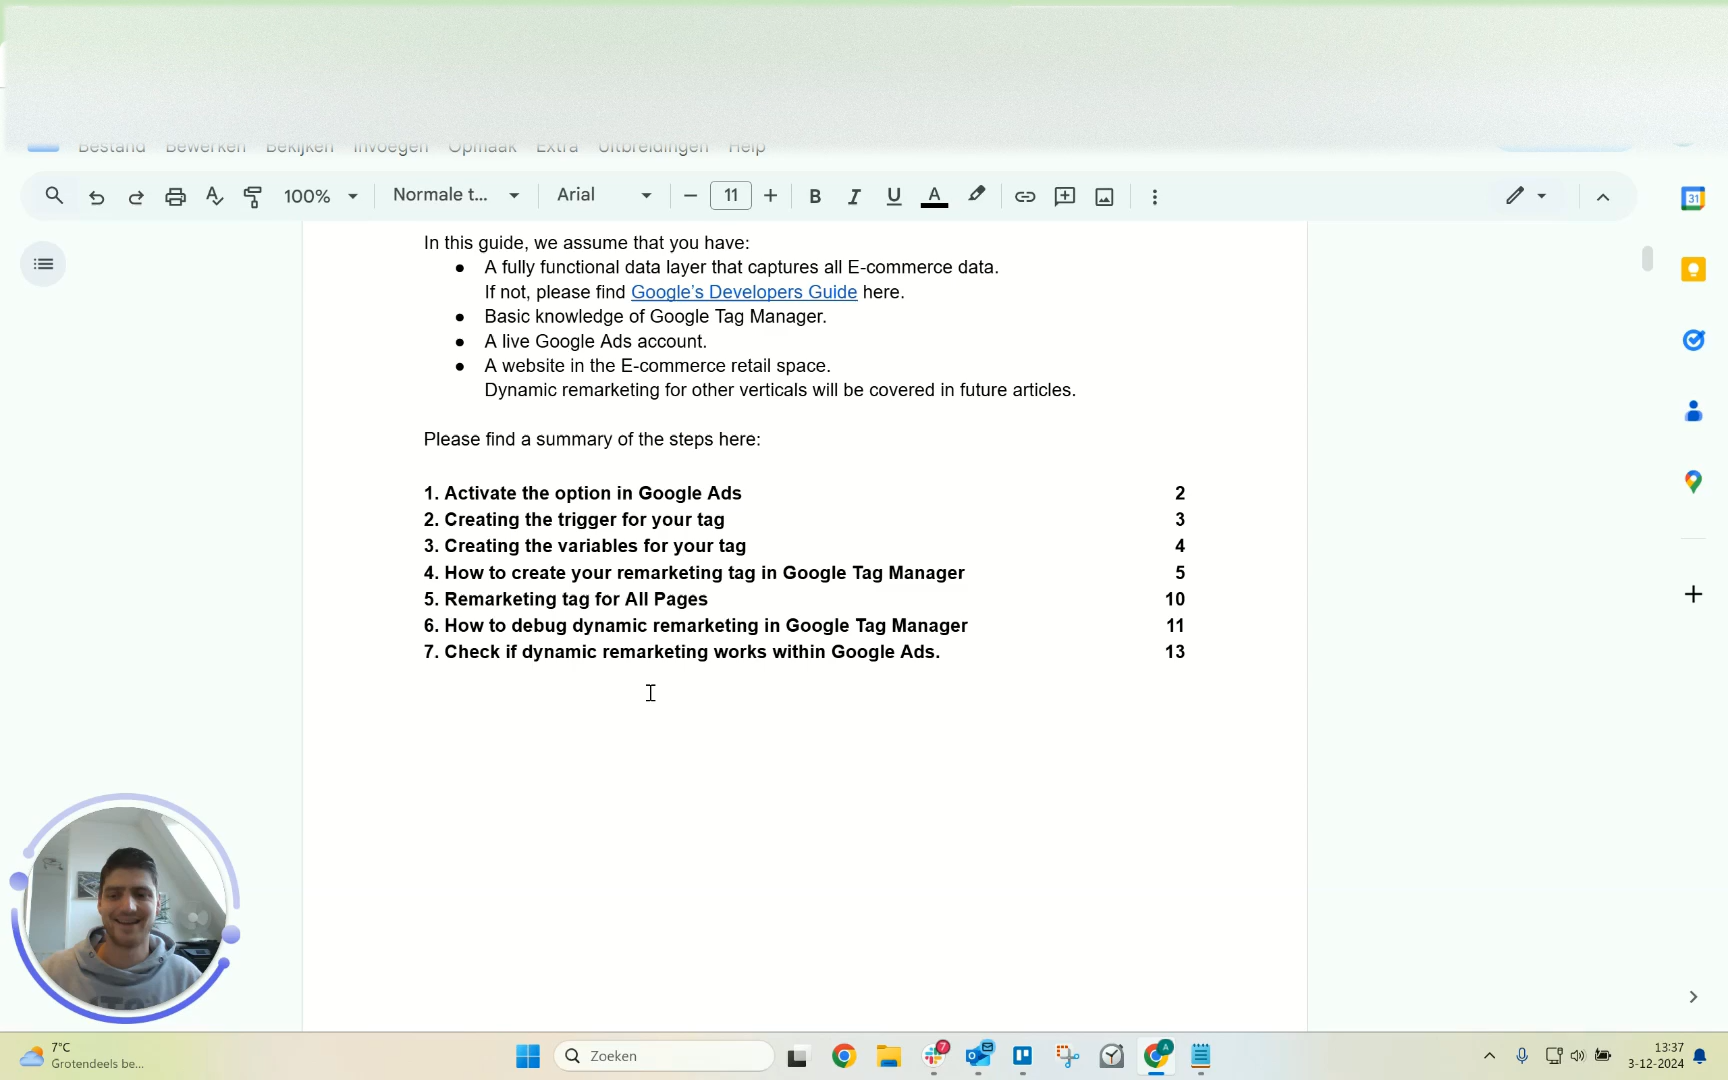 Bestand Bewerken Bekijken Invoegen Opmaak Extra Uitbreidingen Help
100% Normale t... Arial 11 B I U A
31
In this guide, we assume that you have:
● A fully functional data layer that captures all E-commerce data.
If not, please find Google's Developers Guide here.
● Basic knowledge of Google Tag Manager.
● A live Google Ads account.
● A website in the E-commerce retail space.
Dynamic remarketing for other verticals will be covered in future articles.
Please find a summary of the steps here:
1. Activate the option in Google Ads 2
2. Creating the trigger for your tag 3
3. Creating the variables for your tag 4
4. How to create your remarketing tag in Google Tag Manager 5
5. Remarketing tag for All Pages 10
6. How to debug dynamic remarketing in Google Tag Manager 11
7. Check if dynamic remarketing works within Google Ads. 13
7°C
Grotendeels be...
Zoeken
7
A
13:37
3-12-2024